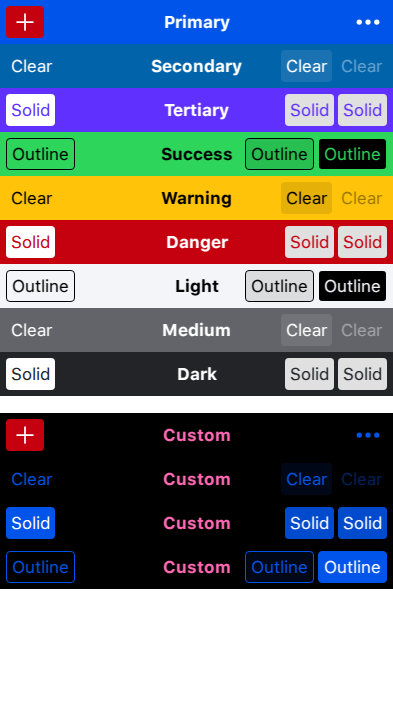 Primary
Clear Secondary Clear Clear
Solid Tertiary Solid Solid
Outline Success Outline Outline
Clear Warning Clear Clear
Solid Danger Solid Solid
Outline Light Outline Outline
Clear Medium Clear Clear
Solid Dark Solid Solid
Custom
Clear Custom Clear Clear
Solid Custom Solid Solid
Outline Custom Outline Outline